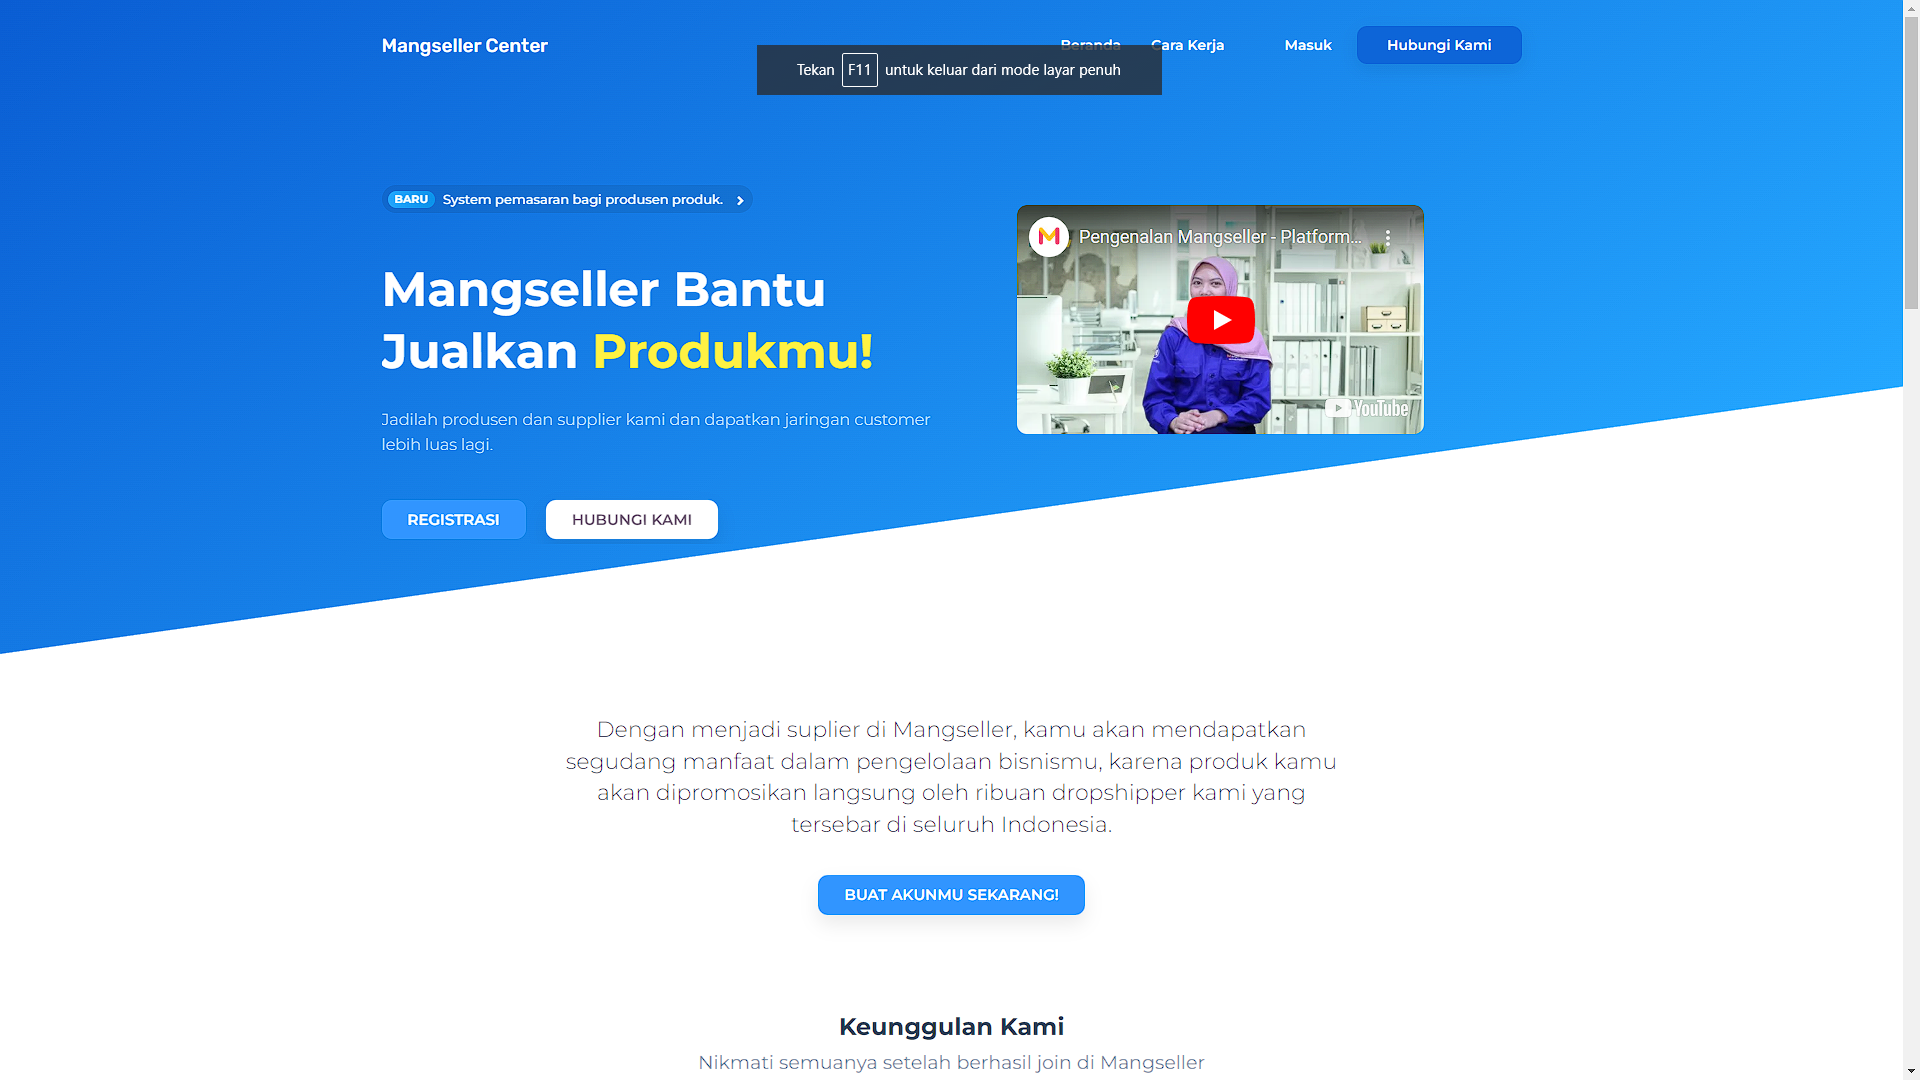 Mangseller Center
Beranda
Cara Kerja
Masuk
Hubungi Kami
Tekan F11 untuk keluar dari mode layar penuh
BARU System pemasaran bagi produsen produk.
Mangseller Bantu
Jualkan Produkmu!
Jadilah produsen dan supplier kami dan dapatkan jaringan customer
lebih luas lagi.
REGISTRASI
HUBUNGI KAMI
M Pengenalan Mangseller - Platform...
YouTube
Dengan menjadi suplier di Mangseller, kamu akan mendapatkan
segudang manfaat dalam pengelolaan bisnismu, karena produk kamu
akan dipromosikan langsung oleh ribuan dropshipper kami yang
tersebar di seluruh Indonesia.
BUAT AKUNMU SEKARANG!
Keunggulan Kami
Nikmati semuanya setelah berhasil join di Mangseller